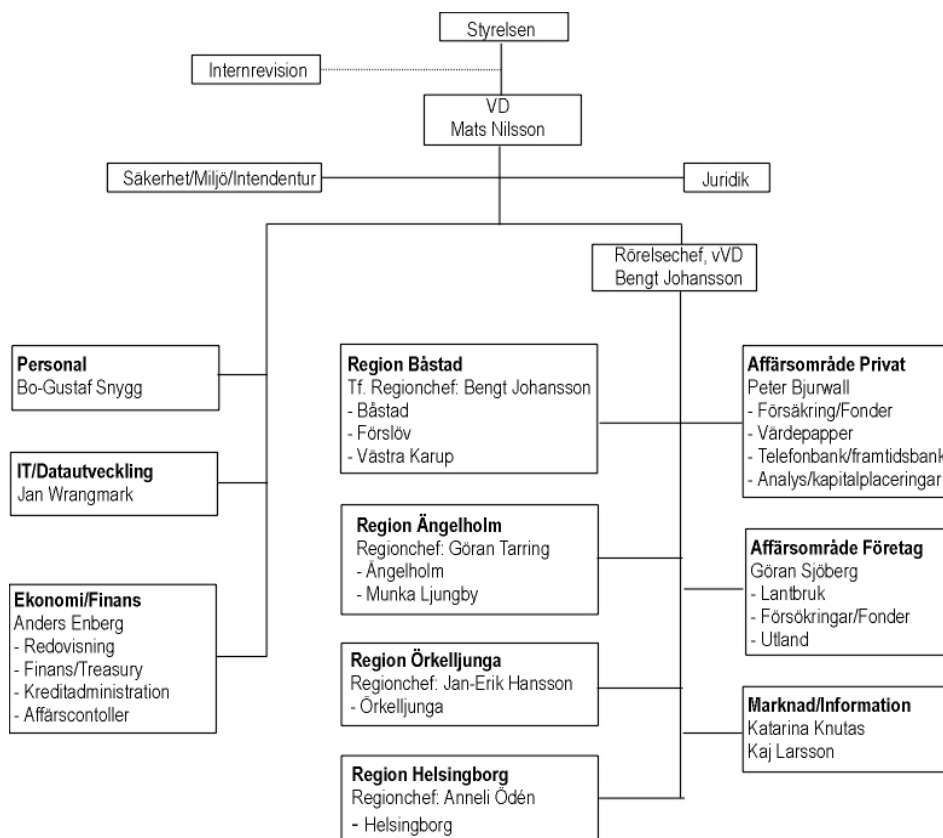 Styrelsen
Internrevision
VD
Mats Nilsson
Säkerhet/Miljö/Intendentur
Juridik
Rörelsechef, vVD
Bengt Johansson
Personal
Bo-Gustaf Snygg
IT/Datautveckling
Jan Wrangmark
Ekonomi/Finans
Anders Enberg
- Redovisning
- Finans/Treasury
- Kreditadministration
- Affärscontoller
Region Båstad
Tf. Regionchef: Bengt Johansson
- Båstad
- Förslöv
- Västra Karup
Region Ängelholm
Regionchef: Göran Tarring
- Ängelholm
- Munka Ljungby
Region Örkelljunga
Regionchef: Jan-Erik Hansson
- Örkelljunga
Region Helsingborg
Regionchef: Anneli Ödén
- Helsingborg
Affärsområde Privat
Peter Bjurwall
- Försäkring/Fonder
- Värdepapper
- Telefonbank/framtidsbank
- Analys/kapitalplaceringar
Affärsområde Företag
Göran Sjöberg
- Lantbruk
- Försökringar/Fonder
- Utland
Marknad/Information
Katarina Knutas
Kaj Larsson